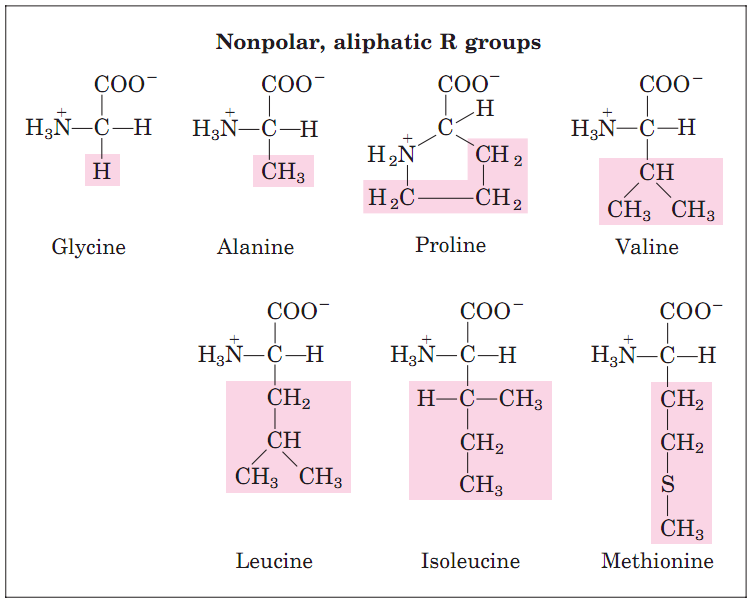 Nonpolar, aliphatic R groups
COO⁻ COO⁻ COO⁻ COO⁻
H
H₃N⁺—C—H H₃N⁺—C—H C H₃N⁺—C—H
H₂N⁺ CH₂
H CH₃ CH
H₂C CH₂
CH₃ CH₃
Glycine Alanine Proline Valine
COO⁻ COO⁻ COO⁻
H₃N⁺—C—H H₃N⁺—C—H H₃N⁺—C—H
CH₂ H—C—CH₃ CH₂
CH CH₂ CH₂
CH₃ CH₃ CH₃ S
CH₃
Leucine Isoleucine Methionine